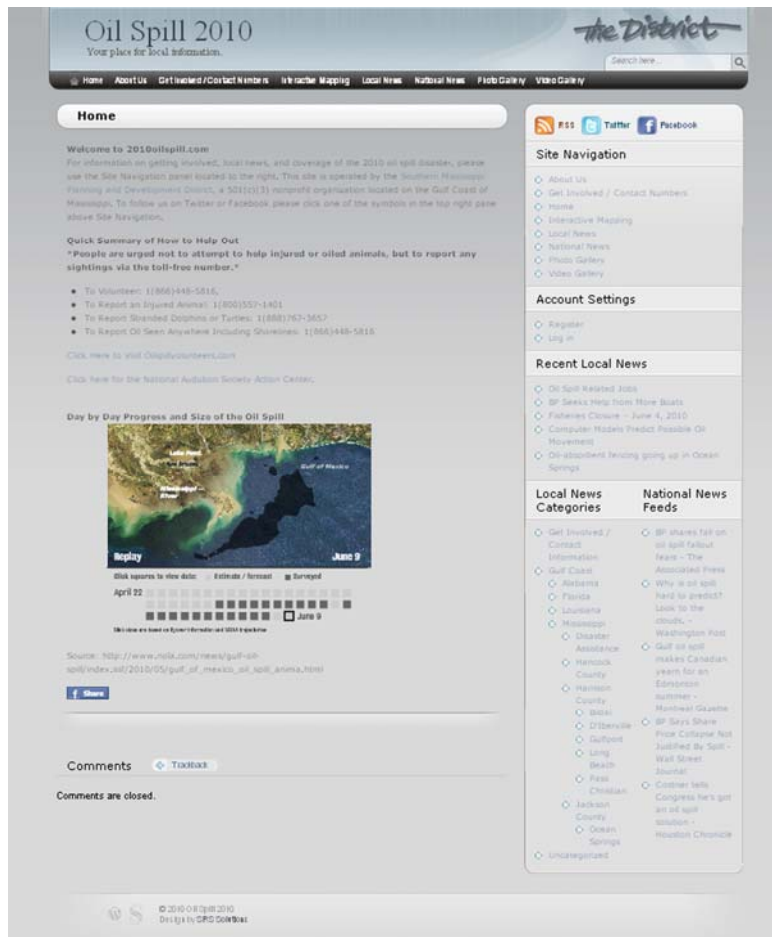 Oil Spill 2010
Your place for local information.
the District
Search here ...
Home About Us Get Involved / Contact Numbers Interactive Mapping Local News National News Photo Gallery Video Gallery
Home
Welcome to 2010oilspill.com
For information on getting involved, local news, and coverage of the 2010 oil spill disaster, please
use the Site Navigation panel located to the right. This site is operated by the Southern Mississippi
Planning and Development District, a 501(c)(3) nonprofit organization located on the Gulf Coast of
Mississippi. To follow us on Twitter or Facebook please click one of the symbols in the top right pane
above Site Navigation.
Quick Summary of How to Help Out
*People are urged not to attempt to help injured or oiled animals, but to report any
sightings via the toll-free number.*
To Volunteer: 1(866)448-5816.
To Report an Injured Animal: 1(800)557-1401
To Report Stranded Dolphins or Turtles: 1(888)767-3657
To Report Oil Seen Anywhere Including Shorelines: 1(866)448-5816
Click Here to visit
Click here for the National Audubon Society Action Center.
Day by Day Progress and Size of the Oil Spill
Gulf of Mexico
Mississippi
River
Replay
June 9
Click squares to view date: Estimate / forecast Surveyed
April 22
June 9
Source: http://www.nola.com/news/gulf-oil-
spill/index.ssf/2010/05/gulf_of_mexico_oil_spill_anima.html
Share
Comments
Trackback
Comments are closed.
RSS Twitter Facebook
Site Navigation
About Us
Get Involved / Contact Numbers
Home
Interactive Mapping
Local News
National News
Photo Gallery
Video Gallery
Account Settings
Register
Log in
Recent Local News
Oil Spill Related Jobs
BP Seeks Help from More Boats
Fisheries Closure – June 4, 2010
Computer Models Predict Possible Oil
Movement
Oil-absorbent fencing going up in Ocean
Springs
Local News
Categories
Get Involved /
Contact
Information
Gulf Coast
Alabama
Florida
Louisiana
Mississippi
Disaster
Assistance
Hancock
County
Harrison
County
Biloxi
D'Iberville
Gulfport
Long
Beach
Pass
Christian
Jackson
County
Ocean
Springs
Uncategorized
National News
Feeds
BP shares fall on
oil spill fallout
fears - The
Associated Press
Why is oil spill
hard to predict?
Look to the
clouds. -
Washington Post
Gulf oil spill
makes Canadian
yearn for an
Edmonton
summer -
Montreal Gazette
BP Says Share
Price Collapse Not
Justified By Spill -
Wall Street
Journal
Costner tells
Congress he's got
an oil spill
solution -
Houston Chronicle
© 2010 Oil Spill 2010
Design by SRS Solutions